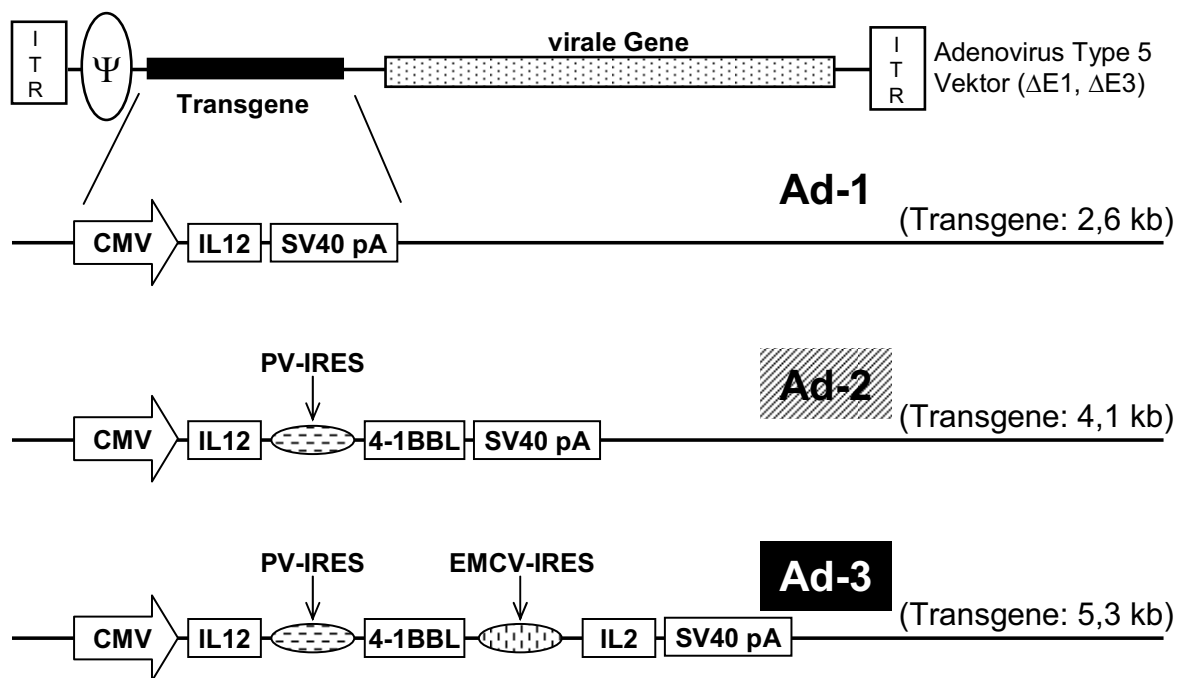 I
T
R
Ψ
Transgene
virale Gene
I
T
R
Adenovirus Type 5
Vektor (ΔE1, ΔE3)
Ad-1
(Transgene: 2,6 kb)
CMV
IL12
SV40 pA
PV-IRES
Ad-2
(Transgene: 4,1 kb)
CMV
IL12
4-1BBL
SV40 pA
PV-IRES
EMCV-IRES
Ad-3
(Transgene: 5,3 kb)
CMV
IL12
4-1BBL
IL2
SV40 pA